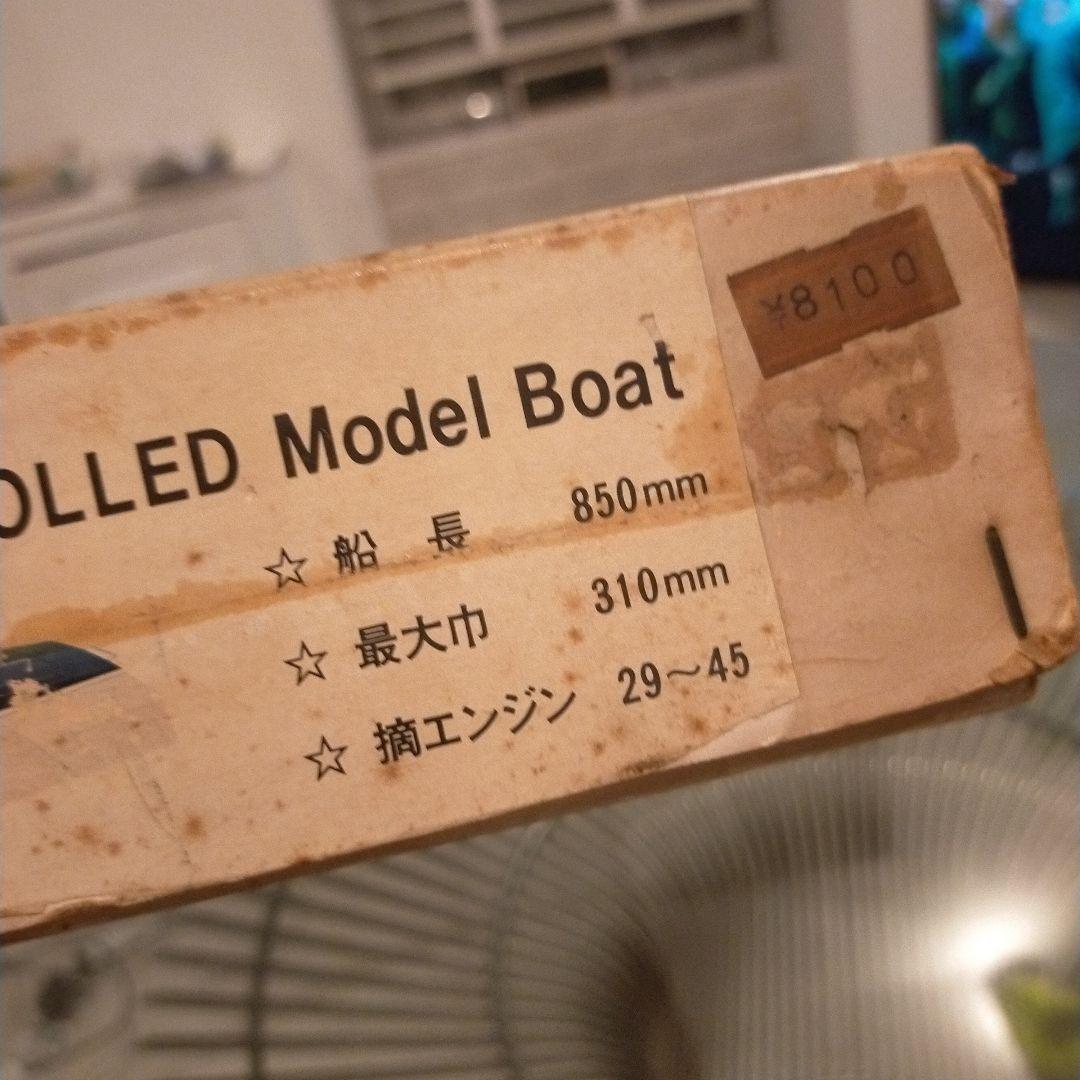 ¥8100
OLLED Model Boat
☆ 船 長 850mm
☆ 最大巾 310mm
☆ 摘エンジン 29〜45